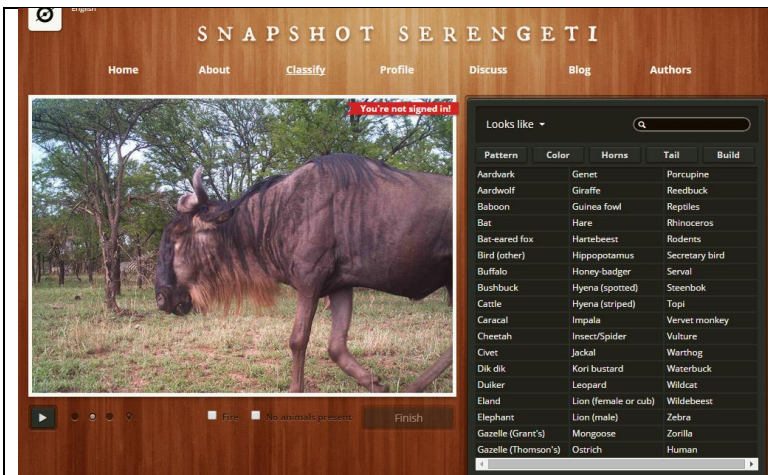 English
SNAPSHOT SERENGETI
Home About Classify Profile Discuss Blog Authors
You're not signed in!
Looks like
Pattern Color Horns Tail Build
Aardvark Genet Porcupine
Aardwolf Giraffe Reedbuck
Baboon Guinea fowl Reptiles
Bat Hare Rhinoceros
Bat-eared fox Hartebeest Rodents
Bird (other) Hippopotamus Secretary bird
Buffalo Honey-badger Serval
Bushbuck Hyena (spotted) Steenbok
Cattle Hyena (striped) Topi
Caracal Impala Vervet monkey
Cheetah Insect/Spider Vulture
Civet Jackal Warthog
Dik dik Kori bustard Waterbuck
Duiker Leopard Wildcat
Eland Lion (female or cub) Wildebeest
Elephant Lion (male) Zebra
Gazelle (Grant's) Mongoose Zorilla
Gazelle (Thomson's) Ostrich Human
Fire No animals present Finish